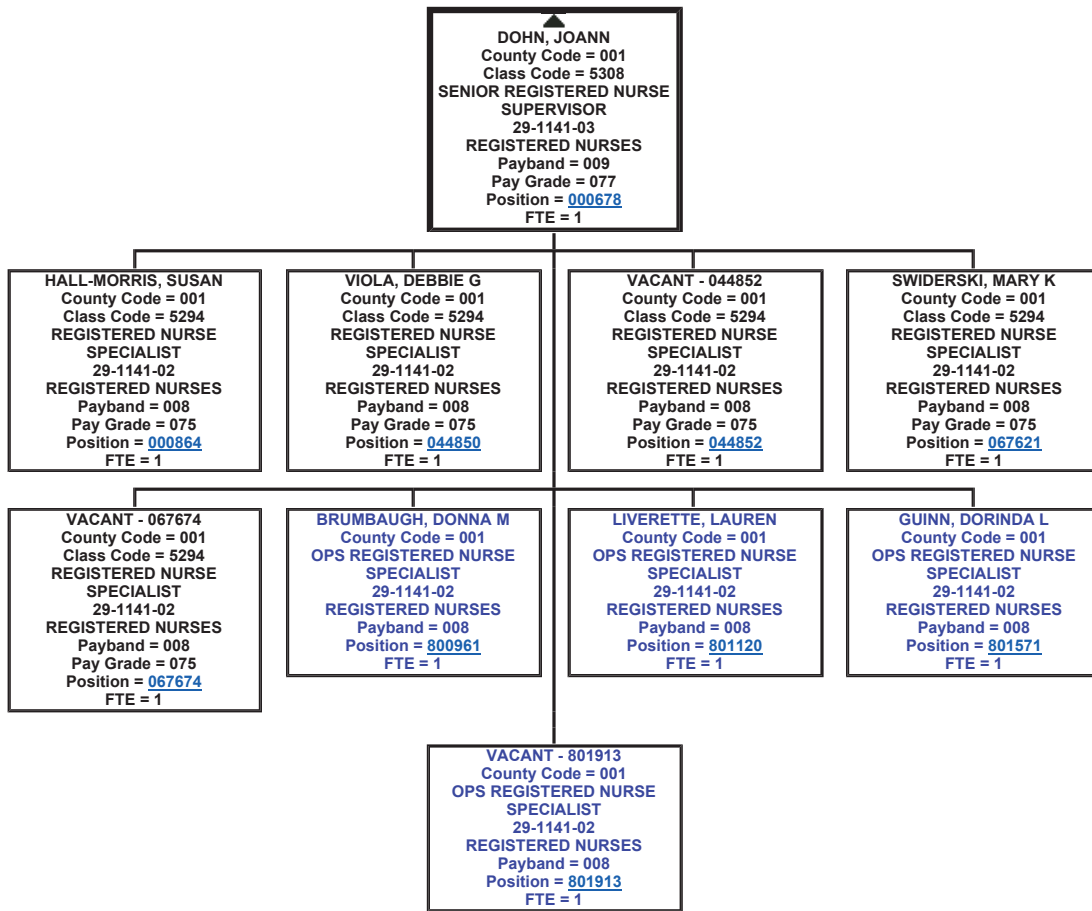 DOHN, JOANN
County Code = 001
Class Code = 5308
SENIOR REGISTERED NURSE
SUPERVISOR
29-1141-03
REGISTERED NURSES
Payband = 009
Pay Grade = 077
Position = 000678
FTE = 1
HALL-MORRIS, SUSAN
County Code = 001
Class Code = 5294
REGISTERED NURSE
SPECIALIST
29-1141-02
REGISTERED NURSES
Payband = 008
Pay Grade = 075
Position = 000864
FTE = 1
VIOLA, DEBBIE G
County Code = 001
Class Code = 5294
REGISTERED NURSE
SPECIALIST
29-1141-02
REGISTERED NURSES
Payband = 008
Pay Grade = 075
Position = 044850
FTE = 1
VACANT - 044852
County Code = 001
Class Code = 5294
REGISTERED NURSE
SPECIALIST
29-1141-02
REGISTERED NURSES
Payband = 008
Pay Grade = 075
Position = 044852
FTE = 1
SWIDERSKI, MARY K
County Code = 001
Class Code = 5294
REGISTERED NURSE
SPECIALIST
29-1141-02
REGISTERED NURSES
Payband = 008
Pay Grade = 075
Position = 067621
FTE = 1
VACANT - 067674
County Code = 001
Class Code = 5294
REGISTERED NURSE
SPECIALIST
29-1141-02
REGISTERED NURSES
Payband = 008
Pay Grade = 075
Position = 067674
FTE = 1
BRUMBAUGH, DONNA M
County Code = 001
OPS REGISTERED NURSE
SPECIALIST
29-1141-02
REGISTERED NURSES
Payband = 008
Position = 800961
FTE = 1
LIVERETTE, LAUREN
County Code = 001
OPS REGISTERED NURSE
SPECIALIST
29-1141-02
REGISTERED NURSES
Payband = 008
Position = 801120
FTE = 1
GUINN, DORINDA L
County Code = 001
OPS REGISTERED NURSE
SPECIALIST
29-1141-02
REGISTERED NURSES
Payband = 008
Position = 801571
FTE = 1
VACANT - 801913
County Code = 001
OPS REGISTERED NURSE
SPECIALIST
29-1141-02
REGISTERED NURSES
Payband = 008
Position = 801913
FTE = 1